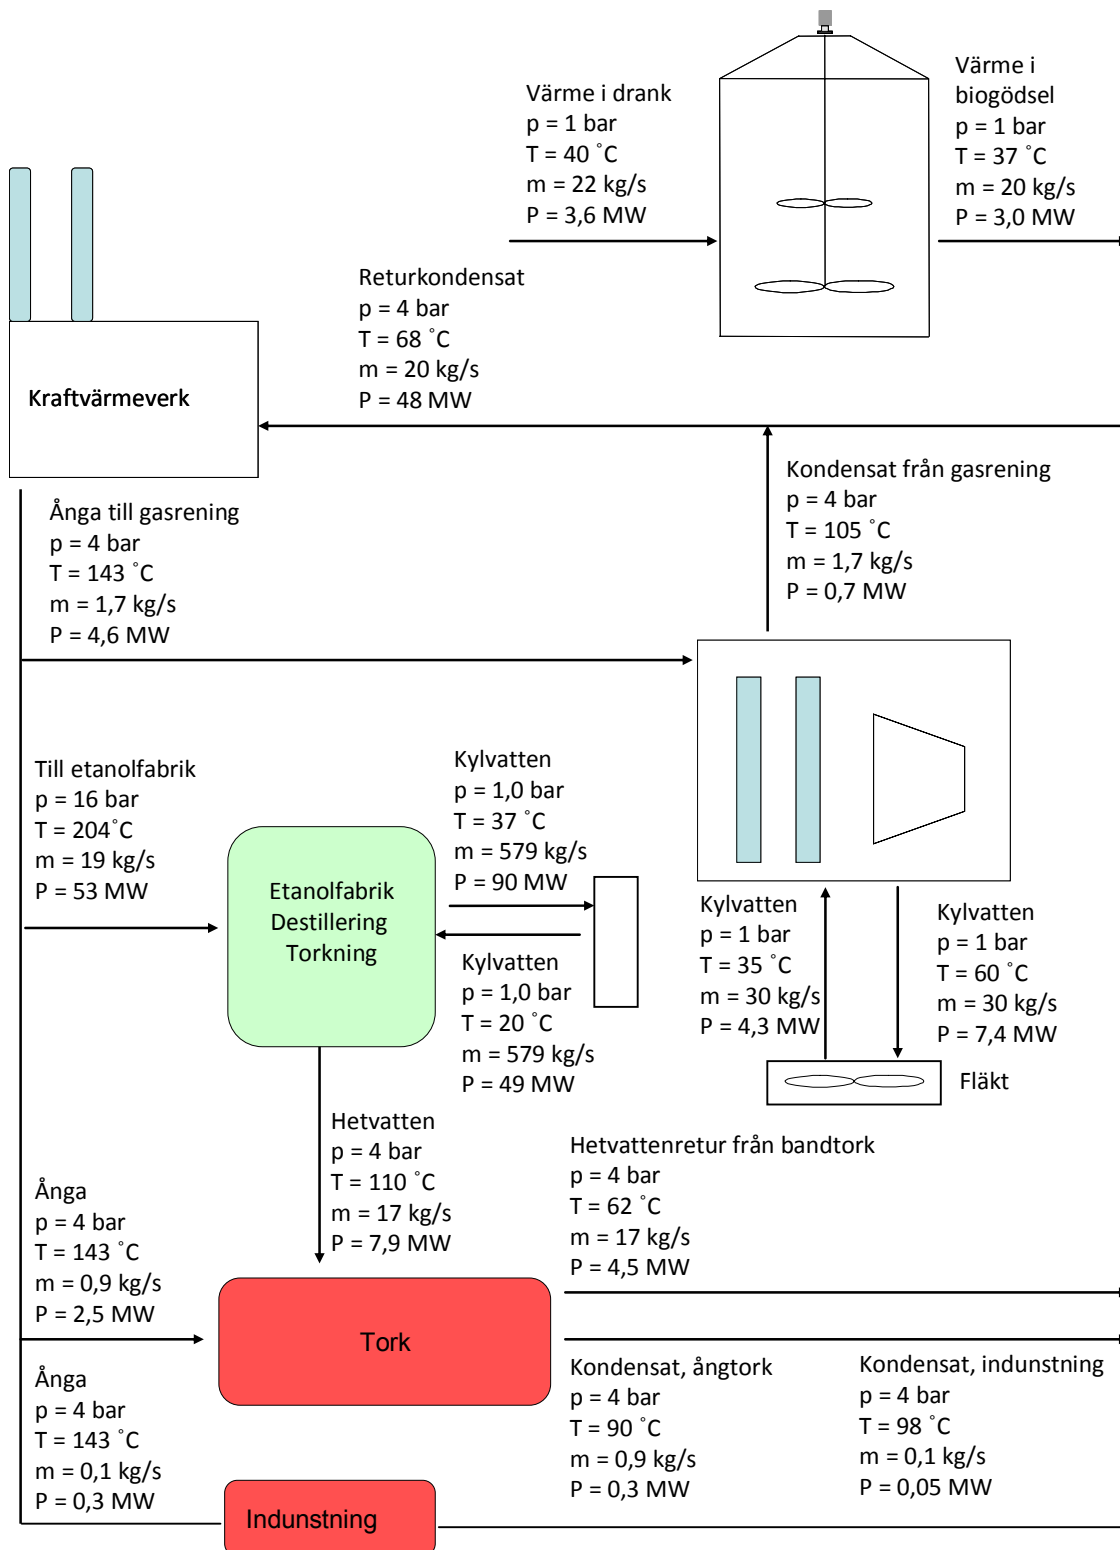 Värme i drank
p = 1 bar
T = 40 ˚C
m = 22 kg/s
P = 3,6 MW
Värme i
biogödsel
p = 1 bar
T = 37 ˚C
m = 20 kg/s
P = 3,0 MW
Returkondensat
p = 4 bar
T = 68 ˚C
m = 20 kg/s
P = 48 MW
Kraftvärmeverk
Ånga till gasrening
p = 4 bar
T = 143 ˚C
m = 1,7 kg/s
P = 4,6 MW
Kondensat från gasrening
p = 4 bar
T = 105 ˚C
m = 1,7 kg/s
P = 0,7 MW
Till etanolfabrik
p = 16 bar
T = 204˚C
m = 19 kg/s
P = 53 MW
Etanolfabrik
Destillering
Torkning
Kylvatten
p = 1,0 bar
T = 37 ˚C
m = 579 kg/s
P = 90 MW
Kylvatten
p = 1,0 bar
T = 20 ˚C
m = 579 kg/s
P = 49 MW
Kylvatten
p = 1 bar
T = 35 ˚C
m = 30 kg/s
P = 4,3 MW
Kylvatten
p = 1 bar
T = 60 ˚C
m = 30 kg/s
P = 7,4 MW
Fläkt
Hetvatten
p = 4 bar
T = 110 ˚C
m = 17 kg/s
P = 7,9 MW
Hetvattenretur från bandtork
p = 4 bar
T = 62 ˚C
m = 17 kg/s
P = 4,5 MW
Ånga
p = 4 bar
T = 143 ˚C
m = 0,9 kg/s
P = 2,5 MW
Tork
Ånga
p = 4 bar
T = 143 ˚C
m = 0,1 kg/s
P = 0,3 MW
Kondensat, ångtork
p = 4 bar
T = 90 ˚C
m = 0,9 kg/s
P = 0,3 MW
Kondensat, indunstning
p = 4 bar
T = 98 ˚C
m = 0,1 kg/s
P = 0,05 MW
Indunstning